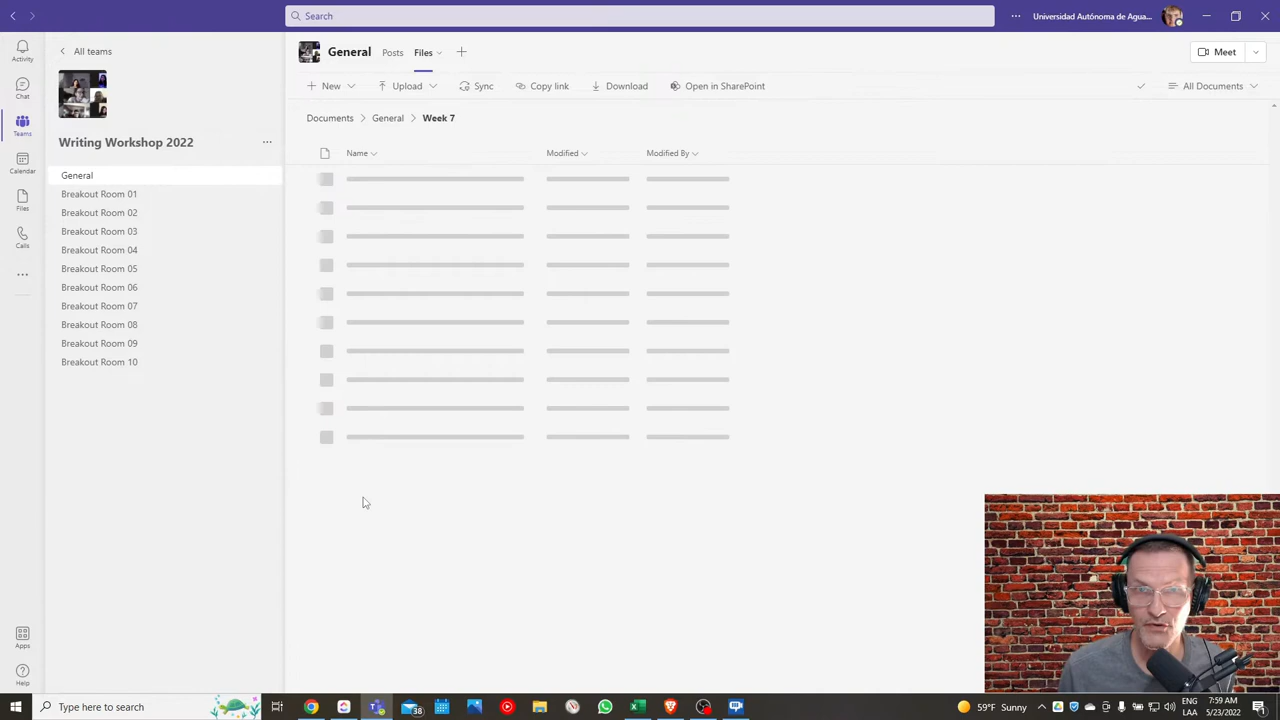 Search
Universidad Autónoma de Agua...
Activity
Chat
Teams
Calendar
Files
Calls
Apps
Help
All teams
Writing Workshop 2022
General
Breakout Room 01
Breakout Room 02
Breakout Room 03
Breakout Room 04
Breakout Room 05
Breakout Room 06
Breakout Room 07
Breakout Room 08
Breakout Room 09
Breakout Room 10
General Posts Files
Meet
New Upload Sync Copy link Download Open in SharePoint All Documents
Documents General Week 7
Name Modified Modified By
Type here to search
38
59°F Sunny
ENG
LAA
7:59 AM
5/23/2022